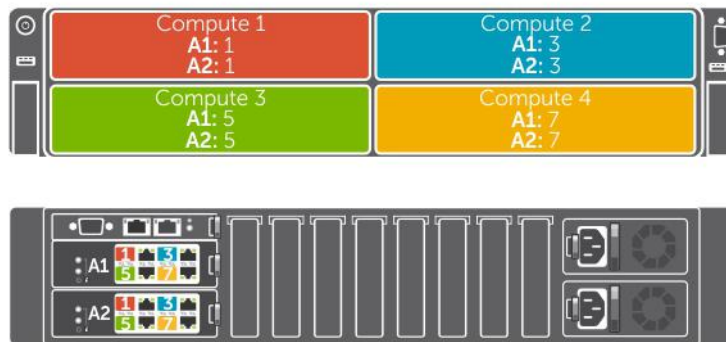 Compute 1
A1: 1
A2: 1
Compute 2
A1: 3
A2: 3
Compute 3
A1: 5
A2: 5
Compute 4
A1: 7
A2: 7
A1 1 3
5 7
A2 1 3
5 7